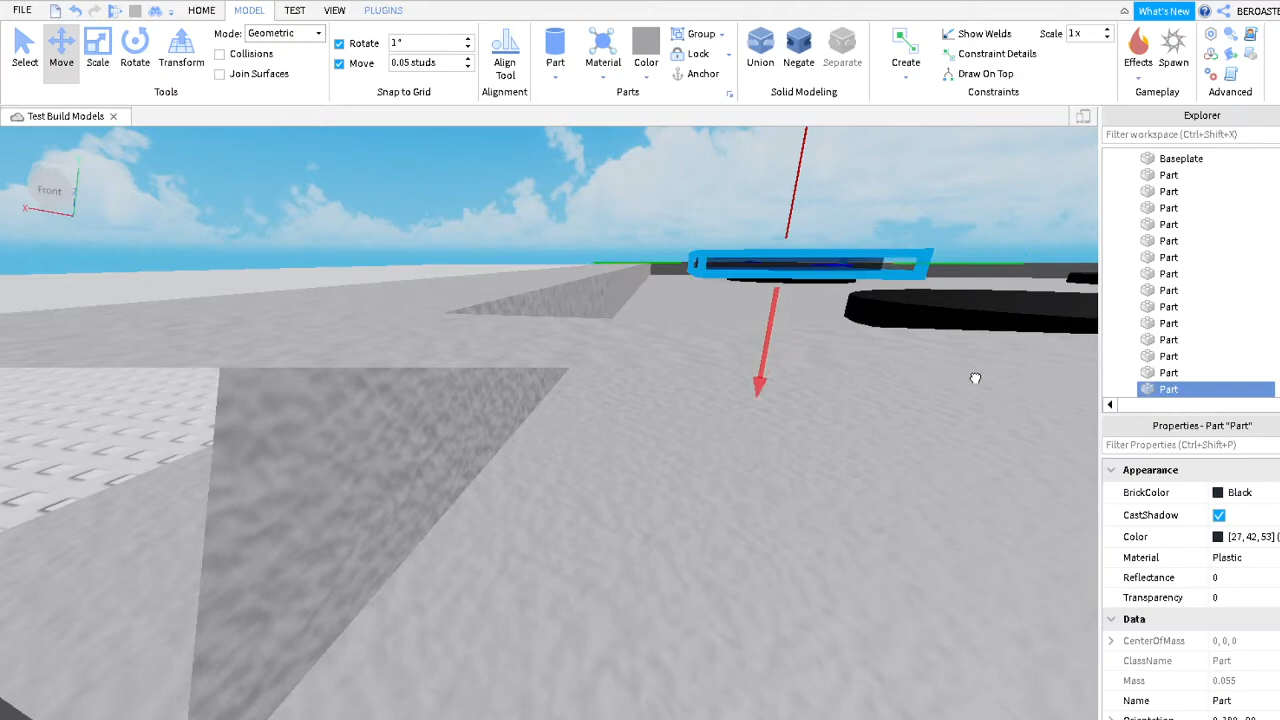 FILE HOME MODEL TEST VIEW PLUGINS What's New BEROASTE
Select Move Scale Rotate Transform
Mode: Geometric
Collisions
Join Surfaces
Tools
Rotate 1°
Move 0.05 studs
Snap to Grid
Align Tool
Alignment
Part Material Color
Group
Lock
Anchor
Parts
Union Negate Separate
Solid Modeling
Create
Show Welds Scale 1x
Constraint Details
Draw On Top
Constraints
Effects Spawn
Gameplay
Advanced
Test Build Models
Front
X
Z
Explorer
Filter workspace (Ctrl+Shift+X)
Baseplate
Part
Part
Part
Part
Part
Part
Part
Part
Part
Part
Part
Part
Part
Part
Properties - Part "Part"
Filter Properties (Ctrl+Shift+P)
Appearance
BrickColor Black
CastShadow
Color [27, 42, 53] (
Material Plastic
Reflectance 0
Transparency 0
Data
CenterOfMass 0, 0, 0
ClassName Part
Mass 0.055
Name Part